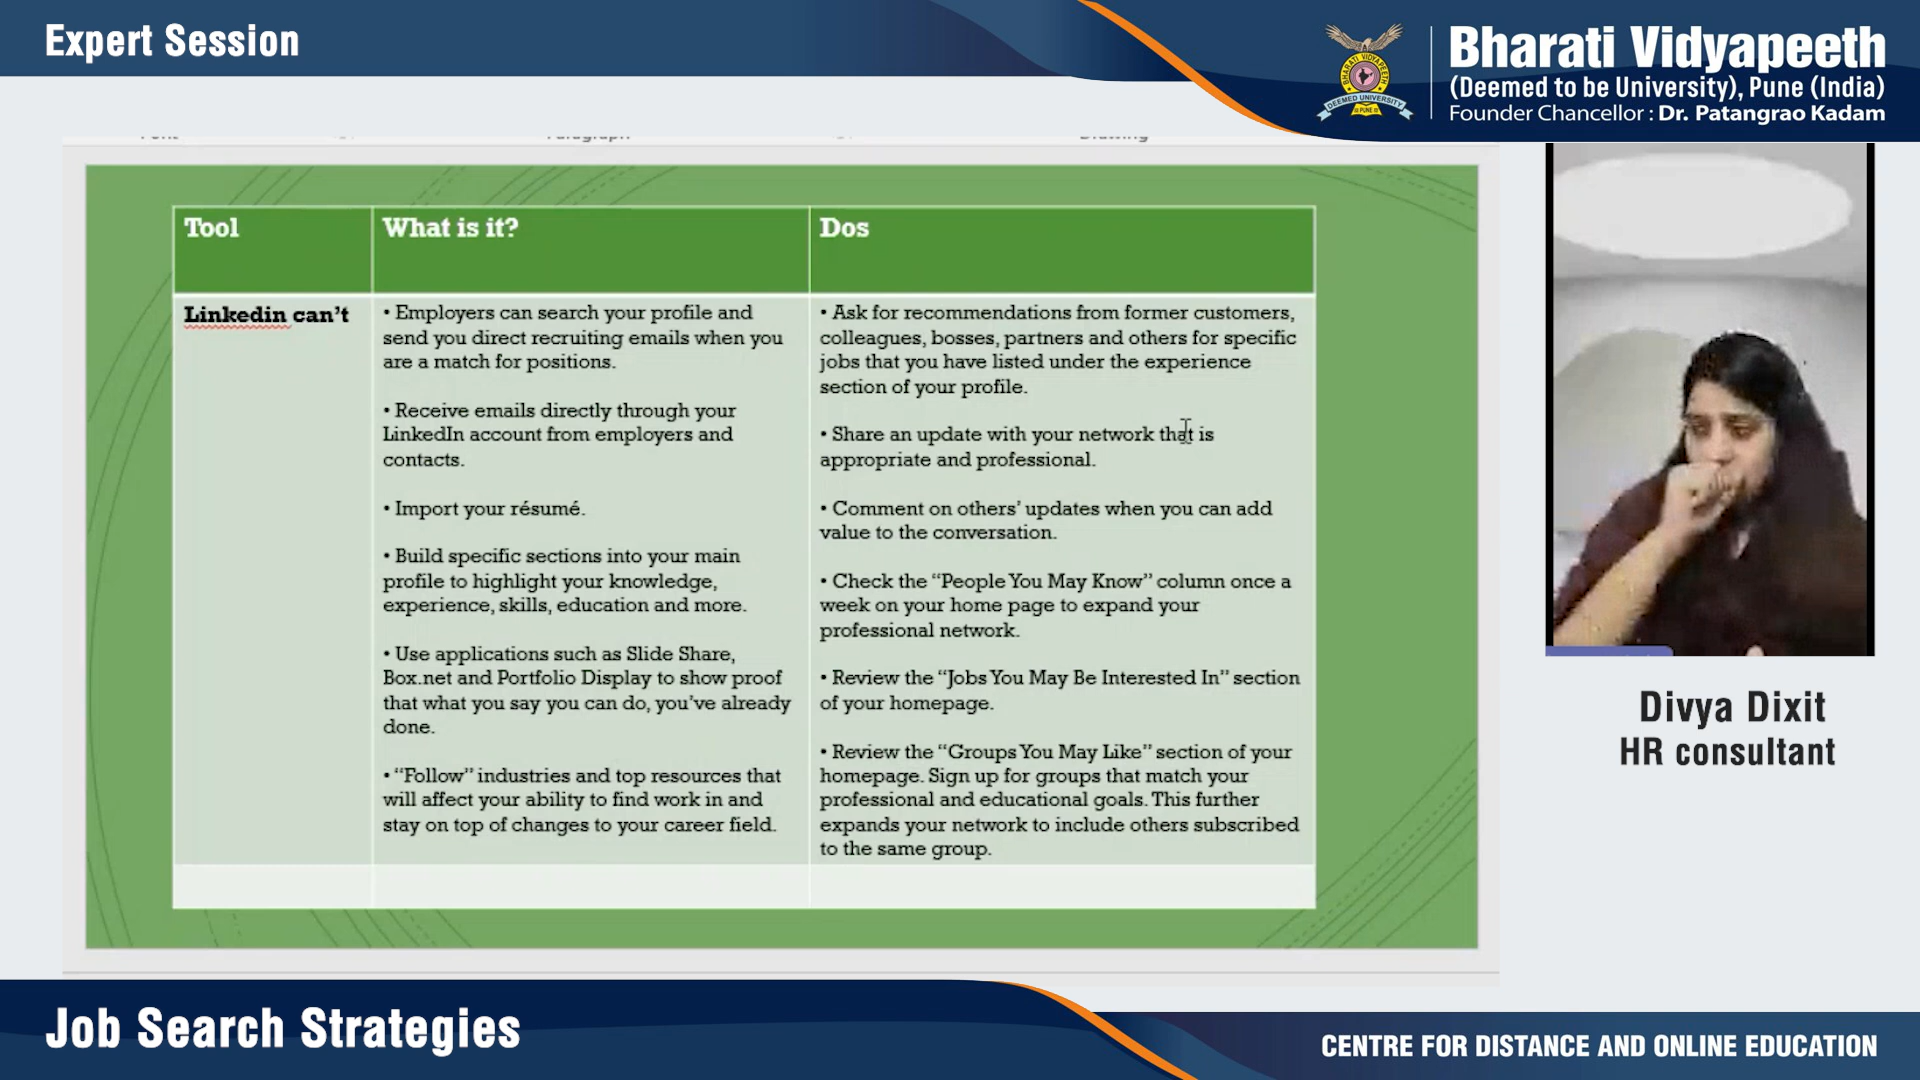 Expert Session
Bharati Vidyapeeth
(Deemed to be University), Pune (India)
Founder Chancellor : Dr. Patangrao Kadam
BHARATI VIDYAPEETH
DEEMED UNIVERSITY
PUNE
Paragraph
Drawing
Tool
What is it?
Dos
Linkedin can't
• Employers can search your profile and
send you direct recruiting emails when you
are a match for positions.
• Receive emails directly through your
LinkedIn account from employers and
contacts.
• Import your résumé.
• Build specific sections into your main
profile to highlight your knowledge,
experience, skills, education and more.
• Use applications such as Slide Share,
Box.net and Portfolio Display to show proof
that what you say you can do, you've already
done.
• “Follow” industries and top resources that
will affect your ability to find work in and
stay on top of changes to your career field.
• Ask for recommendations from former customers,
colleagues, bosses, partners and others for specific
jobs that you have listed under the experience
section of your profile.
• Share an update with your network that is
appropriate and professional.
• Comment on others' updates when you can add
value to the conversation.
• Check the “People You May Know” column once a
week on your home page to expand your
professional network.
• Review the “Jobs You May Be Interested In” section
of your homepage.
• Review the “Groups You May Like” section of your
homepage. Sign up for groups that match your
professional and educational goals. This further
expands your network to include others subscribed
to the same group.
Divya Dixit
HR consultant
Job Search Strategies
CENTRE FOR DISTANCE AND ONLINE EDUCATION